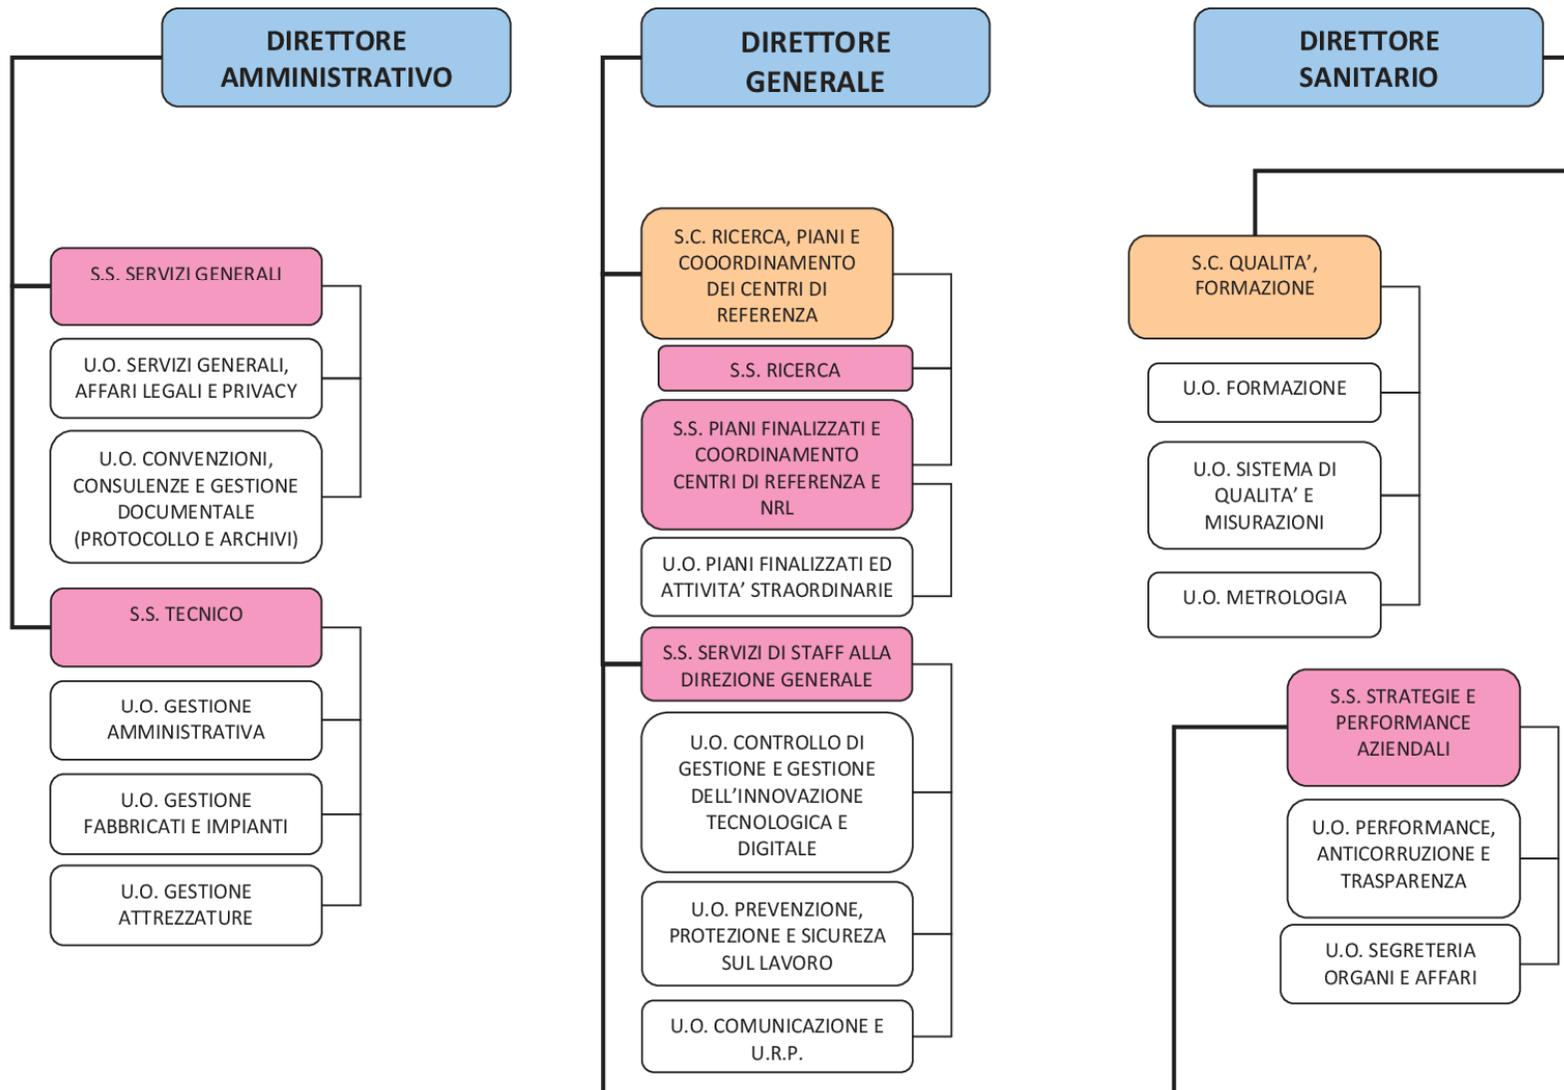 DIRETTORE
AMMINISTRATIVO
S.S. SERVIZI GENERALI
U.O. SERVIZI GENERALI,
AFFARI LEGALI E PRIVACY
U.O. CONVENZIONI,
CONSULENZE E GESTIONE
DOCUMENTALE
(PROTOCOLLO E ARCHIVI)
S.S. TECNICO
U.O. GESTIONE
AMMINISTRATIVA
U.O. GESTIONE
FABBRICATI E IMPIANTI
U.O. GESTIONE
ATTREZZATURE
DIRETTORE
GENERALE
S.C. RICERCA, PIANI E
COOORDINAMENTO
DEI CENTRI DI
REFERENZA
S.S. RICERCA
S.S. PIANI FINALIZZATI E
COORDINAMENTO
CENTRI DI REFERENZA E
NRL
U.O. PIANI FINALIZZATI ED
ATTIVITA’ STRAORDINARIE
S.S. SERVIZI DI STAFF ALLA
DIREZIONE GENERALE
U.O. CONTROLLO DI
GESTIONE E GESTIONE
DELL’INNOVAZIONE
TECNOLOGICA E
DIGITALE
U.O. PREVENZIONE,
PROTEZIONE E SICUREZA
SUL LAVORO
U.O. COMUNICAZIONE E
U.R.P.
DIRETTORE
SANITARIO
S.C. QUALITA’,
FORMAZIONE
U.O. FORMAZIONE
U.O. SISTEMA DI
QUALITA’ E
MISURAZIONI
U.O. METROLOGIA
S.S. STRATEGIE E
PERFORMANCE
AZIENDALI
U.O. PERFORMANCE,
ANTICORRUZIONE E
TRASPARENZA
U.O. SEGRETERIA
ORGANI E AFFARI